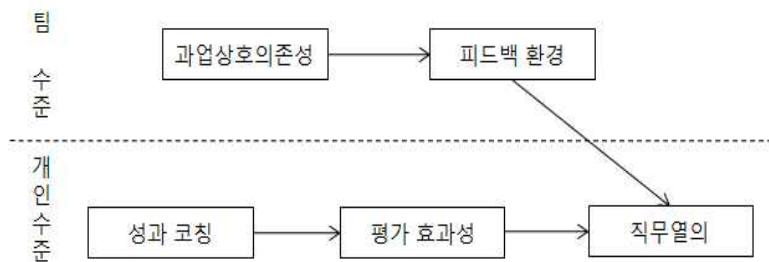 팀 수준
과업상호의존성
피드백 환경
개인수준
성과 코칭
평가 효과성
직무열의